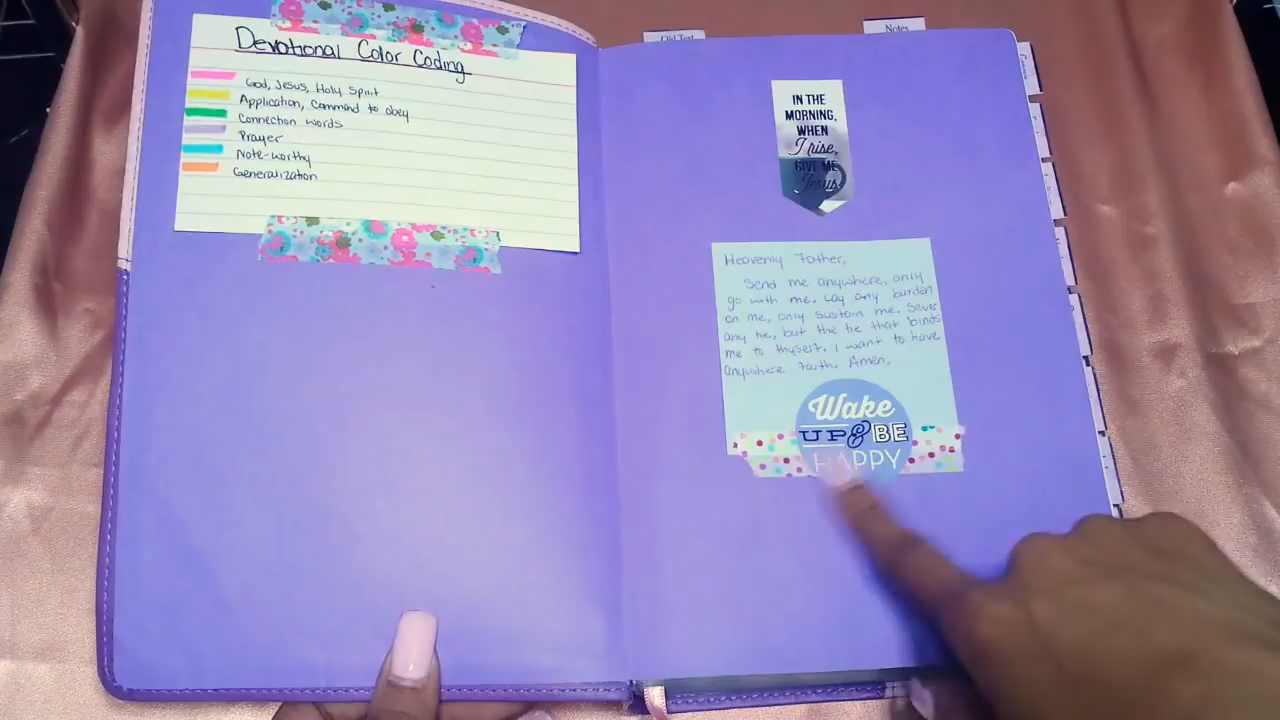 Devotional Color Coding
God, Jesus, Holy Spirit
Application, Command to obey
Connection words
Prayer
Note-worthy
Generalization
Old Test
Notes
IN THE
MORNING,
WHEN
I rise,
GIVE ME
Jesus
Heavenly Father,
Send me anywhere, only
go with me. Lay any burden
on me, only sustain me. Sever
any tie, but the tie that binds
me to thyself. I want to have
anywhere faith. Amen.
Wake
UP & BE
HAPPY